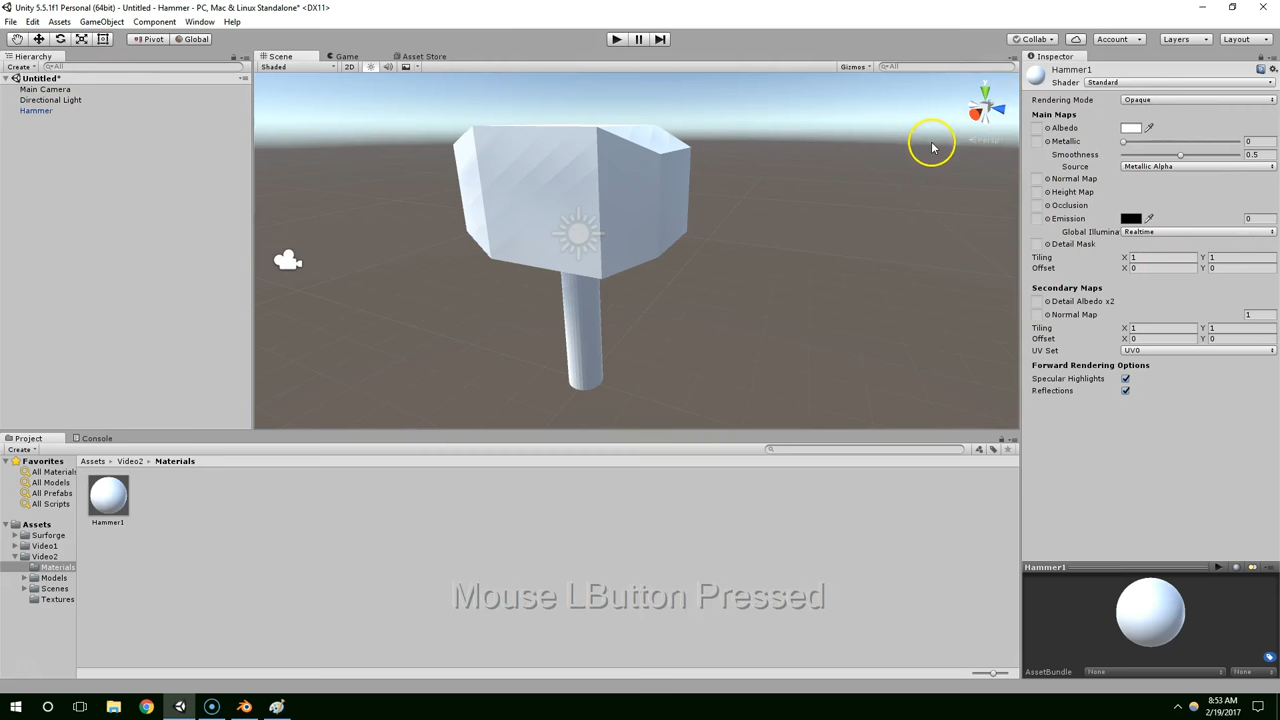 Unity 5.5.1f1 Personal (64bit) - Untitled - Hammer - PC, Mac & Linux Standalone* <DX11>
File Edit Assets GameObject Component Window Help
Pivot Global Collab Account Layers Layout
Hierarchy
Create All
Untitled*
Main Camera
Directional Light
Hammer
Scene Game Asset Store
Shaded 2D Gizmos All
y
Persp
Inspector
Hammer1
Shader Standard
Rendering Mode Opaque
Main Maps
Albedo
Metallic 0
Smoothness 0.5
Source Metallic Alpha
Normal Map
Height Map
Occlusion
Emission 0
Global Illumina Realtime
Detail Mask
Tiling X 1 Y 1
Offset X 0 Y 0
Secondary Maps
Detail Albedo x2
Normal Map 1
Tiling X 1 Y 1
Offset X 0 Y 0
UV Set UV0
Forward Rendering Options
Specular Highlights
Reflections
Project Console
Create
Favorites
All Materials
All Models
All Prefabs
All Scripts
Assets
Surforge
Video1
Video2
Materials
Models
Scenes
Textures
Assets Video2 Materials
Hammer1
Mouse LButton Pressed
Hammer1
AssetBundle None None
8:53 AM
2/19/2017